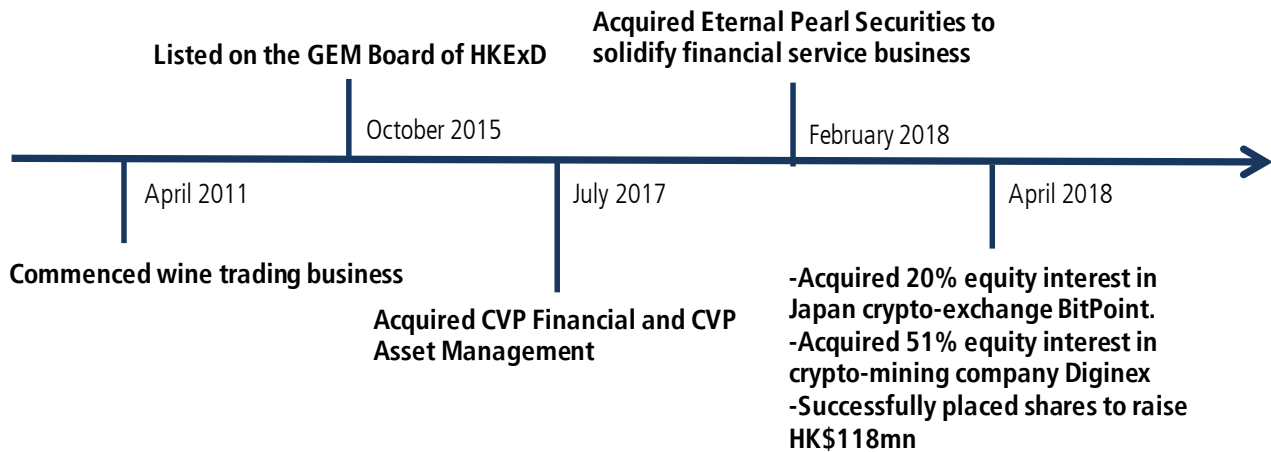 Acquired Eternal Pearl Securities to
solidify financial service business
Listed on the GEM Board of HKExD
October 2015
February 2018
April 2011
July 2017
April 2018
Commenced wine trading business
Acquired CVP Financial and CVP
Asset Management
-Acquired 20% equity interest in
Japan crypto-exchange BitPoint.
-Acquired 51% equity interest in
crypto-mining company Diginex
-Successfully placed shares to raise
HK$118mn